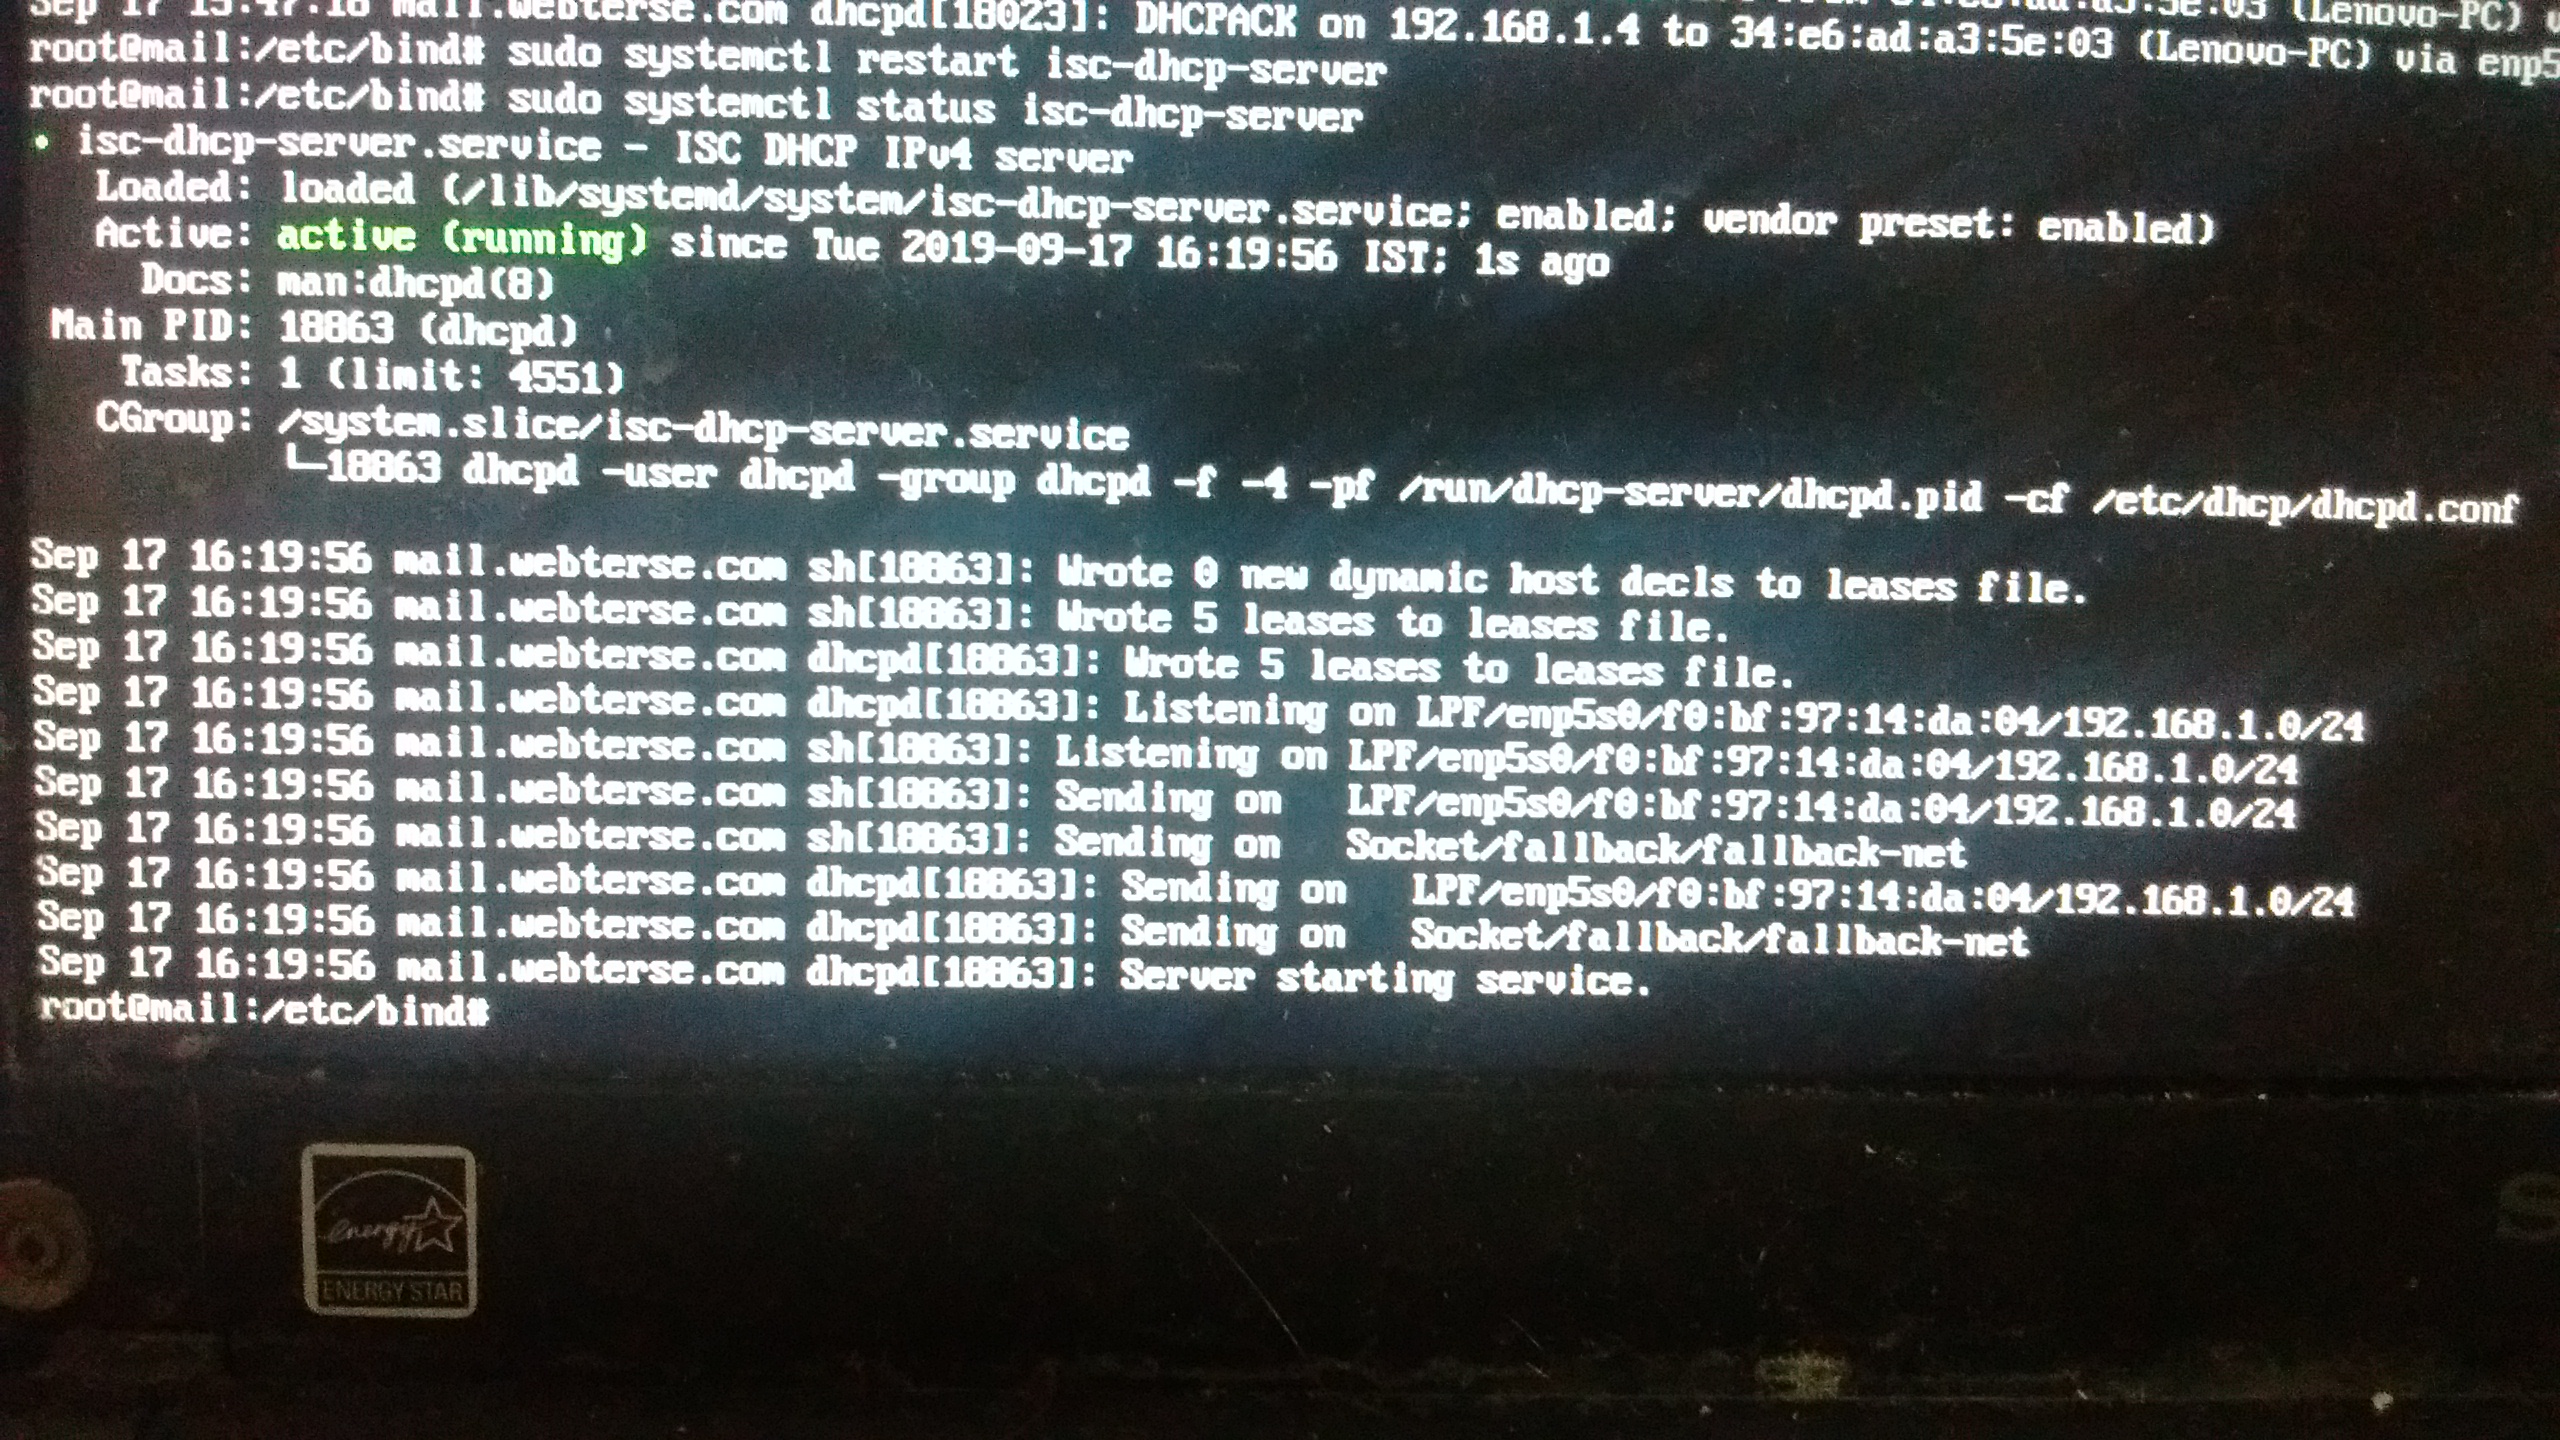 Sep 17 15:47:18 mail.webterse.com dhcpd[18023]: DHCPACK on 192.168.1.4 to 34:e6:ad:a3:5e:03 (Lenovo-PC) via enp5
root@mail:/etc/bind# sudo systemctl restart isc-dhcp-server
root@mail:/etc/bind# sudo systemctl status isc-dhcp-server
• isc-dhcp-server.service - ISC DHCP IPv4 server
Loaded: loaded (/lib/systemd/system/isc-dhcp-server.service; enabled; vendor preset: enabled)
Active: active (running) since Tue 2019-09-17 16:19:56 IST; 1s ago
Docs: man:dhcpd(8)
Main PID: 18863 (dhcpd)
Tasks: 1 (limit: 4551)
CGroup: /system.slice/isc-dhcp-server.service
└─18863 dhcpd -user dhcpd -group dhcpd -f -4 -pf /run/dhcp-server/dhcpd.pid -cf /etc/dhcp/dhcpd.conf
Sep 17 16:19:56 mail.webterse.com sh[18863]: Wrote 0 new dynamic host decls to leases file.
Sep 17 16:19:56 mail.webterse.com sh[18863]: Wrote 5 leases to leases file.
Sep 17 16:19:56 mail.webterse.com dhcpd[18863]: Wrote 5 leases to leases file.
Sep 17 16:19:56 mail.webterse.com dhcpd[18863]: Listening on LPF/enp5s0/f0:bf:97:14:da:04/192.168.1.0/24
Sep 17 16:19:56 mail.webterse.com sh[18863]: Listening on LPF/enp5s0/f0:bf:97:14:da:04/192.168.1.0/24
Sep 17 16:19:56 mail.webterse.com sh[18863]: Sending on   LPF/enp5s0/f0:bf:97:14:da:04/192.168.1.0/24
Sep 17 16:19:56 mail.webterse.com sh[18863]: Sending on   Socket/fallback/fallback-net
Sep 17 16:19:56 mail.webterse.com dhcpd[18863]: Sending on   LPF/enp5s0/f0:bf:97:14:da:04/192.168.1.0/24
Sep 17 16:19:56 mail.webterse.com dhcpd[18863]: Sending on   Socket/fallback/fallback-net
Sep 17 16:19:56 mail.webterse.com dhcpd[18863]: Server starting service.
root@mail:/etc/bind#
energy
ENERGY STAR